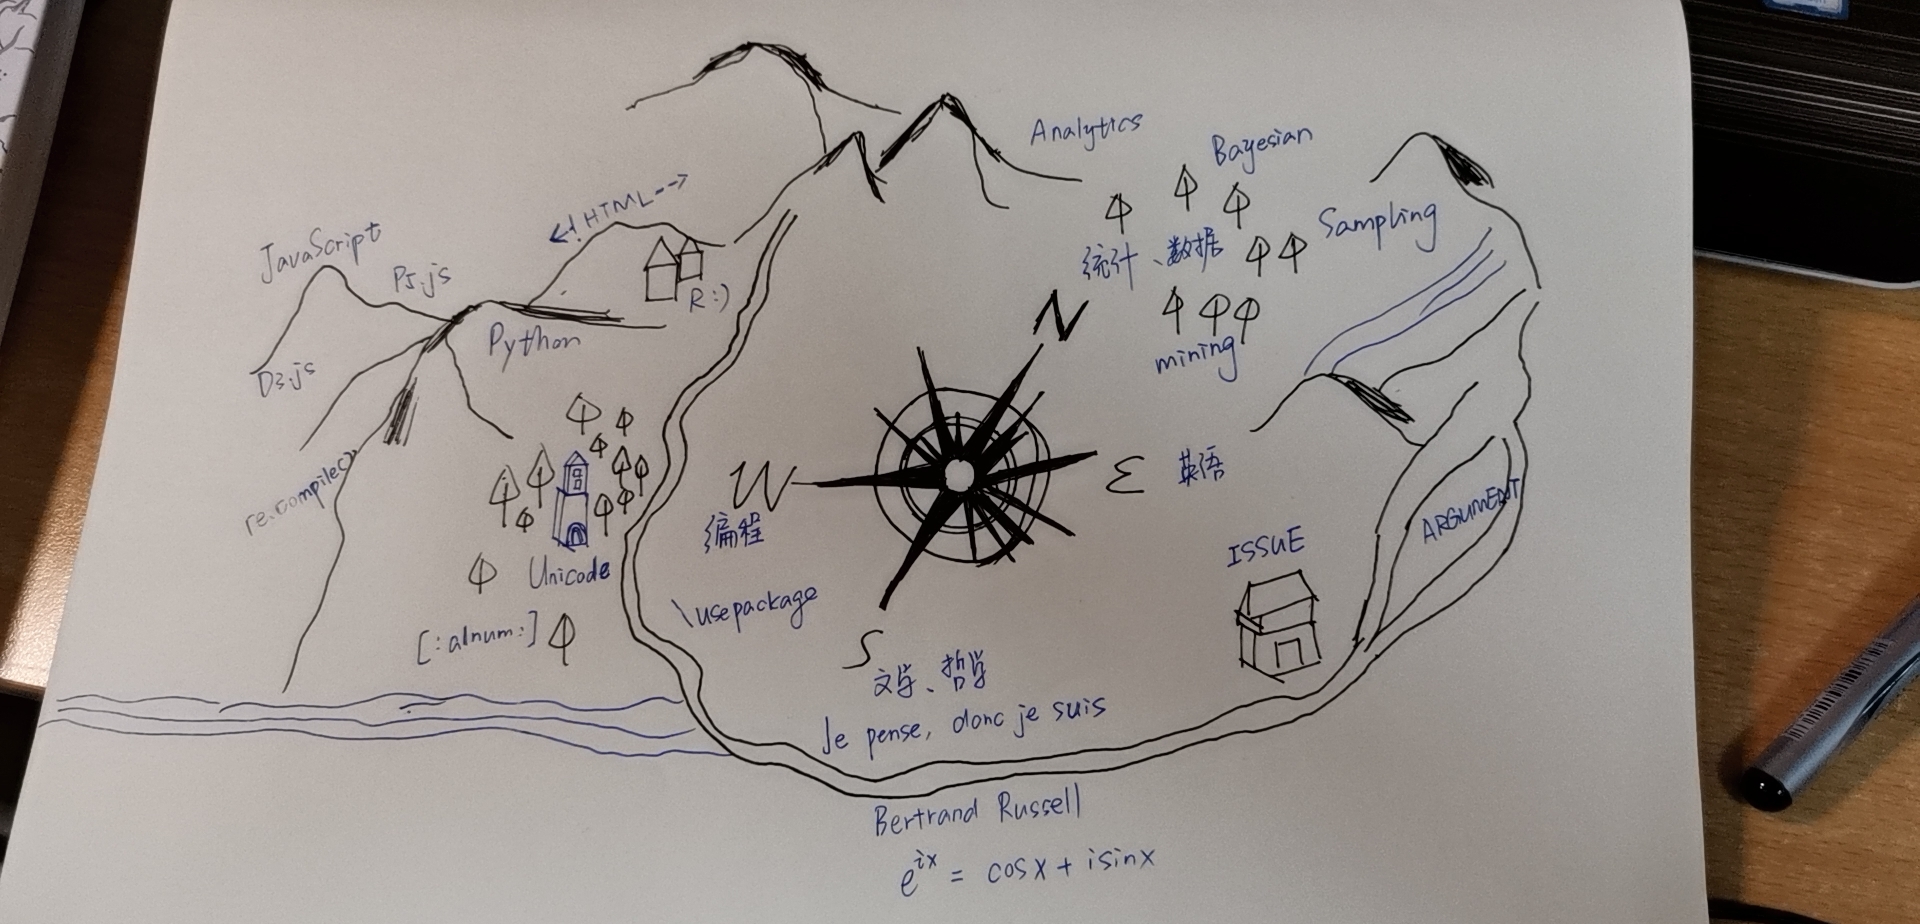 Analytics
Bayesian
JavaScript
P5.js
<! HTML-->
Sampling
统计、数据
R:)
N
D3.js
Python
mining
re.compile()
W
编程
E 英语
ARGUMENT
ISSUE
Unicode
[:alnum:]
\usepackage
S
文学、哲学
Je pense, donc je suis
Bertrand Russell
e^{ix} = cosx + isinx